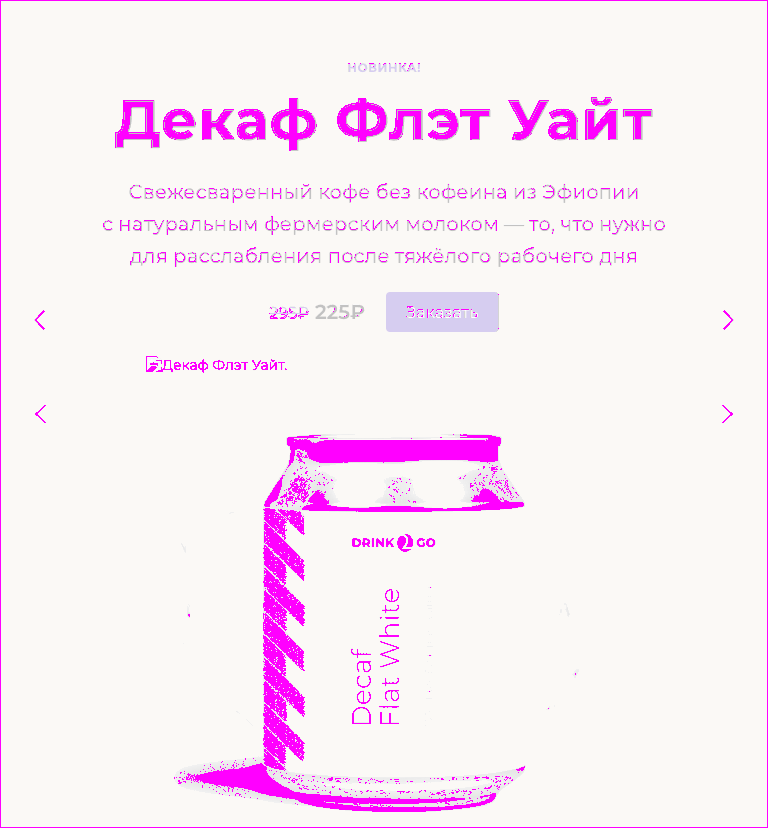 НОВИНКА!
Декаф Флэт Уайт
Свежесваренный кофе без кофеина из Эфиопии
с натуральным фермерским молоком — то, что нужно
для расслабления после тяжёлого рабочего дня
295₽ 225₽ Заказать
Декаф Флэт Уайт.
DRINK 2 GO
Decaf
Flat White